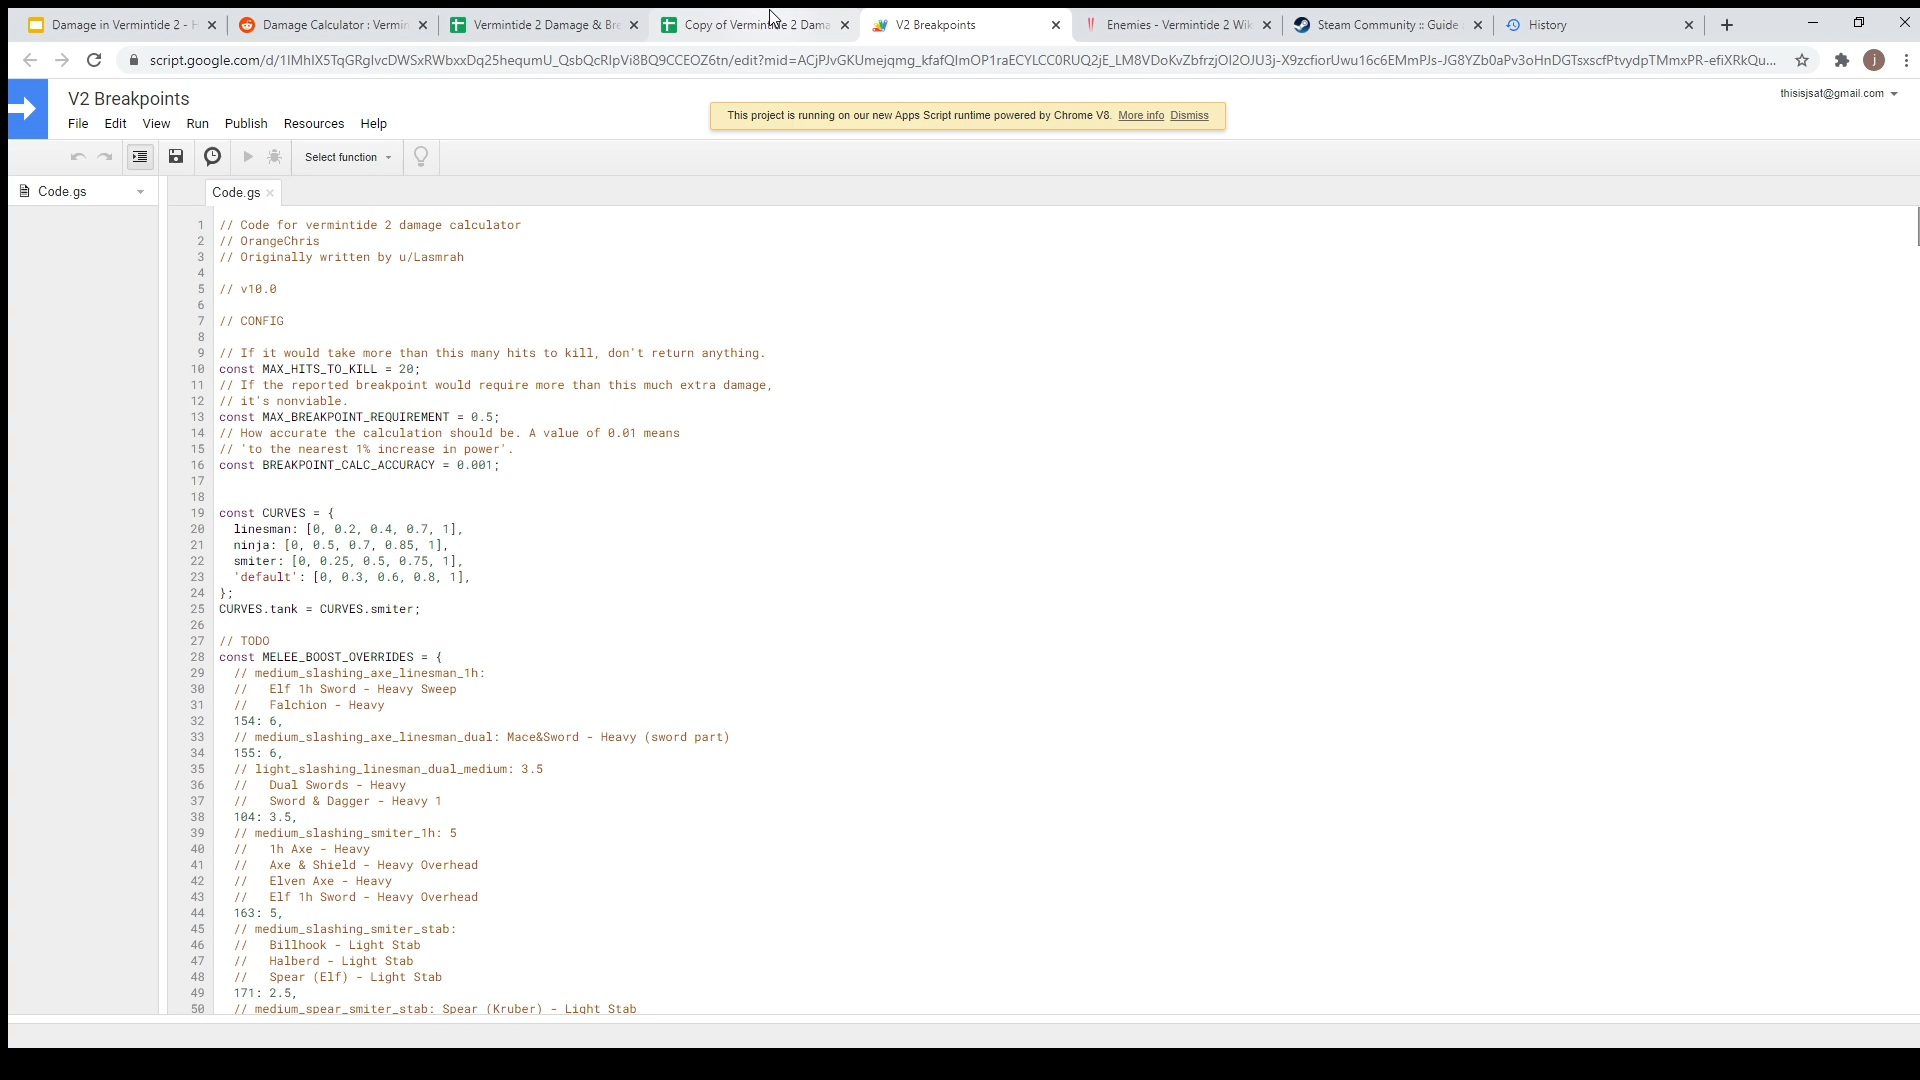 Damage in Vermintide 2 - H
Damage Calculator : Vermin
Vermintide 2 Damage & Bre
Copy of Vermintide 2 Dama
V2 Breakpoints
Enemies - Vermintide 2 Wik
Steam Community :: Guide :
History
V2 Breakpoints
thisisjsat@gmail.com
File Edit View Run Publish Resources Help
This project is running on our new Apps Script runtime powered by Chrome V8. More info Dismiss
Select function
Code.gs
Code.gs
1 // Code for vermintide 2 damage calculator
2 // OrangeChris
3 // Originally written by u/Lasmrah
4
5 // v10.0
6
7 // CONFIG
8
9 // If it would take more than this many hits to kill, don't return anything.
10 const MAX_HITS_TO_KILL = 20;
11 // If the reported breakpoint would require more than this much extra damage,
12 // it's nonviable.
13 const MAX_BREAKPOINT_REQUIREMENT = 0.5;
14 // How accurate the calculation should be. A value of 0.01 means
15 // 'to the nearest 1% increase in power'.
16 const BREAKPOINT_CALC_ACCURACY = 0.001;
17
18
19 const CURVES = {
20 linesman: [0, 0.2, 0.4, 0.7, 1],
21 ninja: [0, 0.5, 0.7, 0.85, 1],
22 smiter: [0, 0.25, 0.5, 0.75, 1],
23 'default': [0, 0.3, 0.6, 0.8, 1],
24 };
25 CURVES.tank = CURVES.smiter;
26
27 // TODO
28 const MELEE_BOOST_OVERRIDES = {
29 // medium_slashing_axe_linesman_1h:
30 // Elf 1h Sword - Heavy Sweep
31 // Falchion - Heavy
32 154: 6,
33 // medium_slashing_axe_linesman_dual: Mace&Sword - Heavy (sword part)
34 155: 6,
35 // light_slashing_linesman_dual_medium: 3.5
36 // Dual Swords - Heavy
37 // Sword & Dagger - Heavy 1
38 104: 3.5,
39 // medium_slashing_smiter_1h: 5
40 // 1h Axe - Heavy
41 // Axe & Shield - Heavy Overhead
42 // Elven Axe - Heavy
43 // Elf 1h Sword - Heavy Overhead
44 163: 5,
45 // medium_slashing_smiter_stab:
46 // Billhook - Light Stab
47 // Halberd - Light Stab
48 // Spear (Elf) - Light Stab
49 171: 2.5,
50 // medium_spear_smiter_stab: Spear (Kruber) - Light Stab